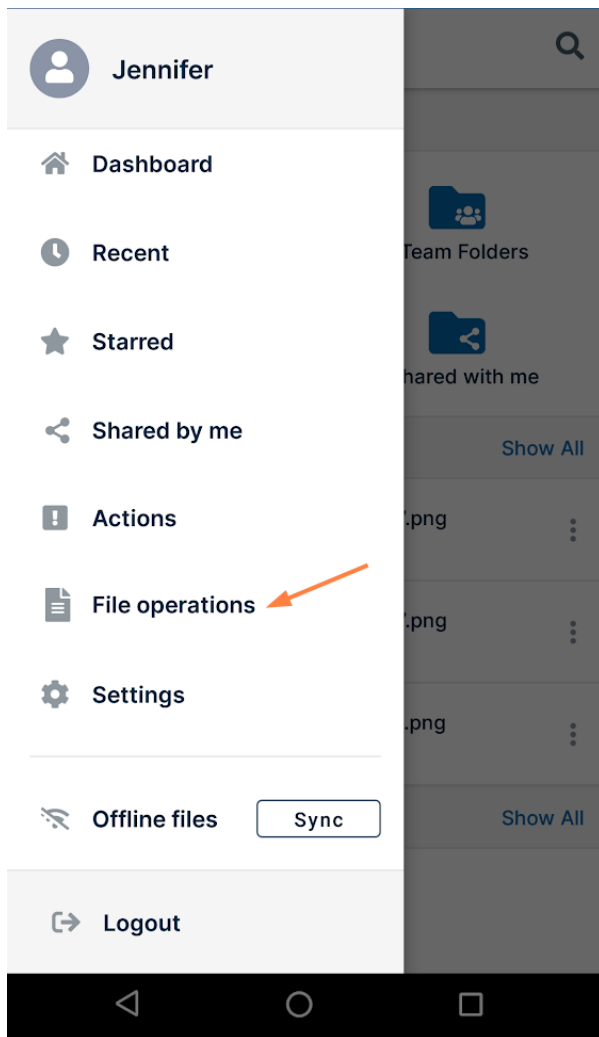 Jennifer
Dashboard
Recent
Starred
Shared by me
Actions
File operations
Settings
Offline files
Sync
Logout
Team Folders
hared with me
Show All
.png
.png
.png
Show All